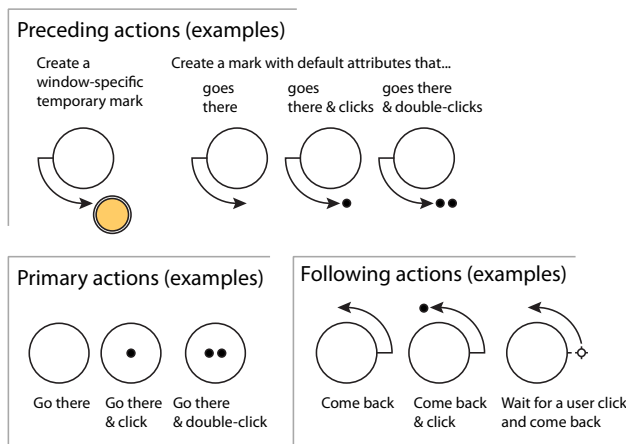 Preceding actions (examples)
Create a
window-specific
temporary mark
Create a mark with default attributes that...
goes
there
goes
there & clicks
goes there
& double-clicks
Primary actions (examples)
Go there
Go there
& click
Go there
& double-click
Following actions (examples)
Come back
Come back
& click
Wait for a user click
and come back